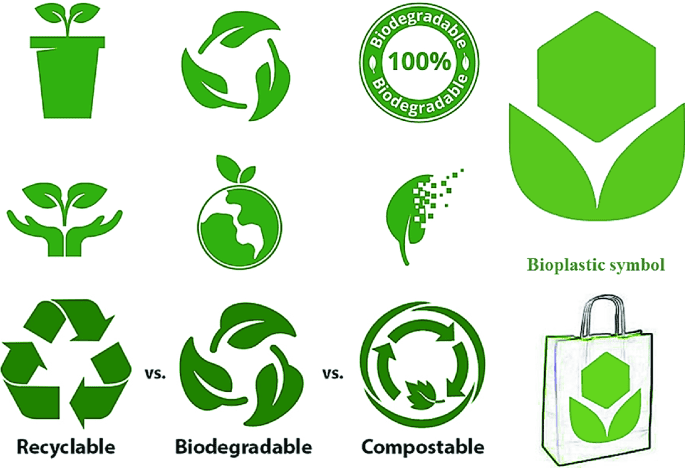 Biodegradable
100%
Biodegradable
Bioplastic symbol
vs.
vs.
Recyclable
Biodegradable
Compostable